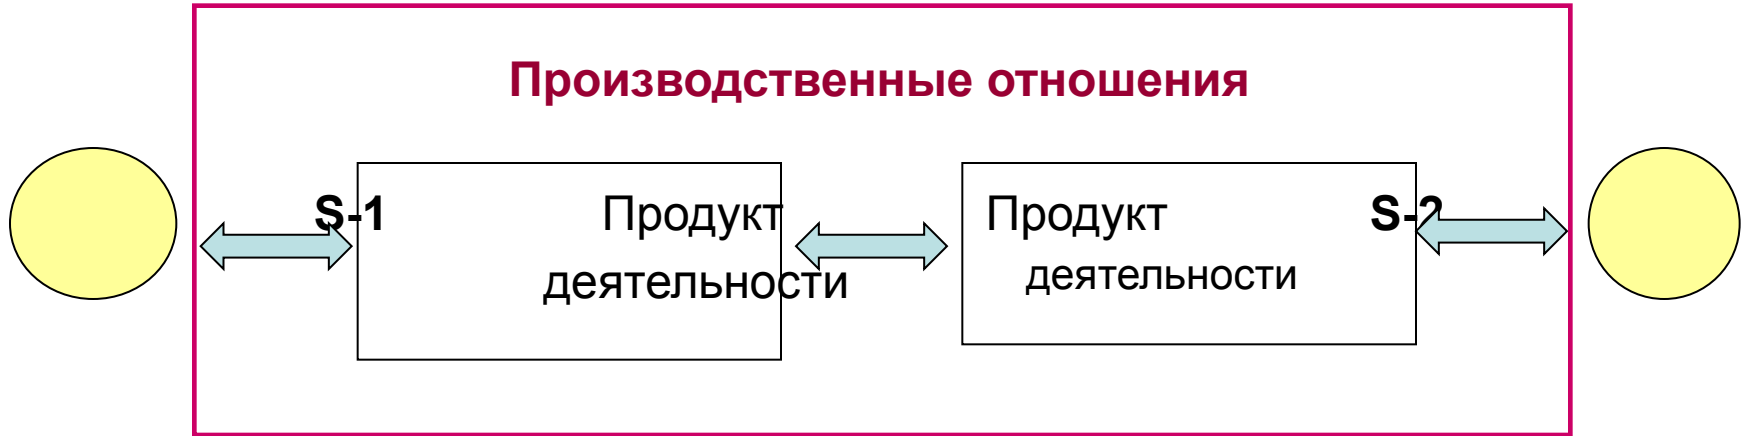 Производственные отношения
S-1 Продукт Продукт S-2
деятельности деятельности